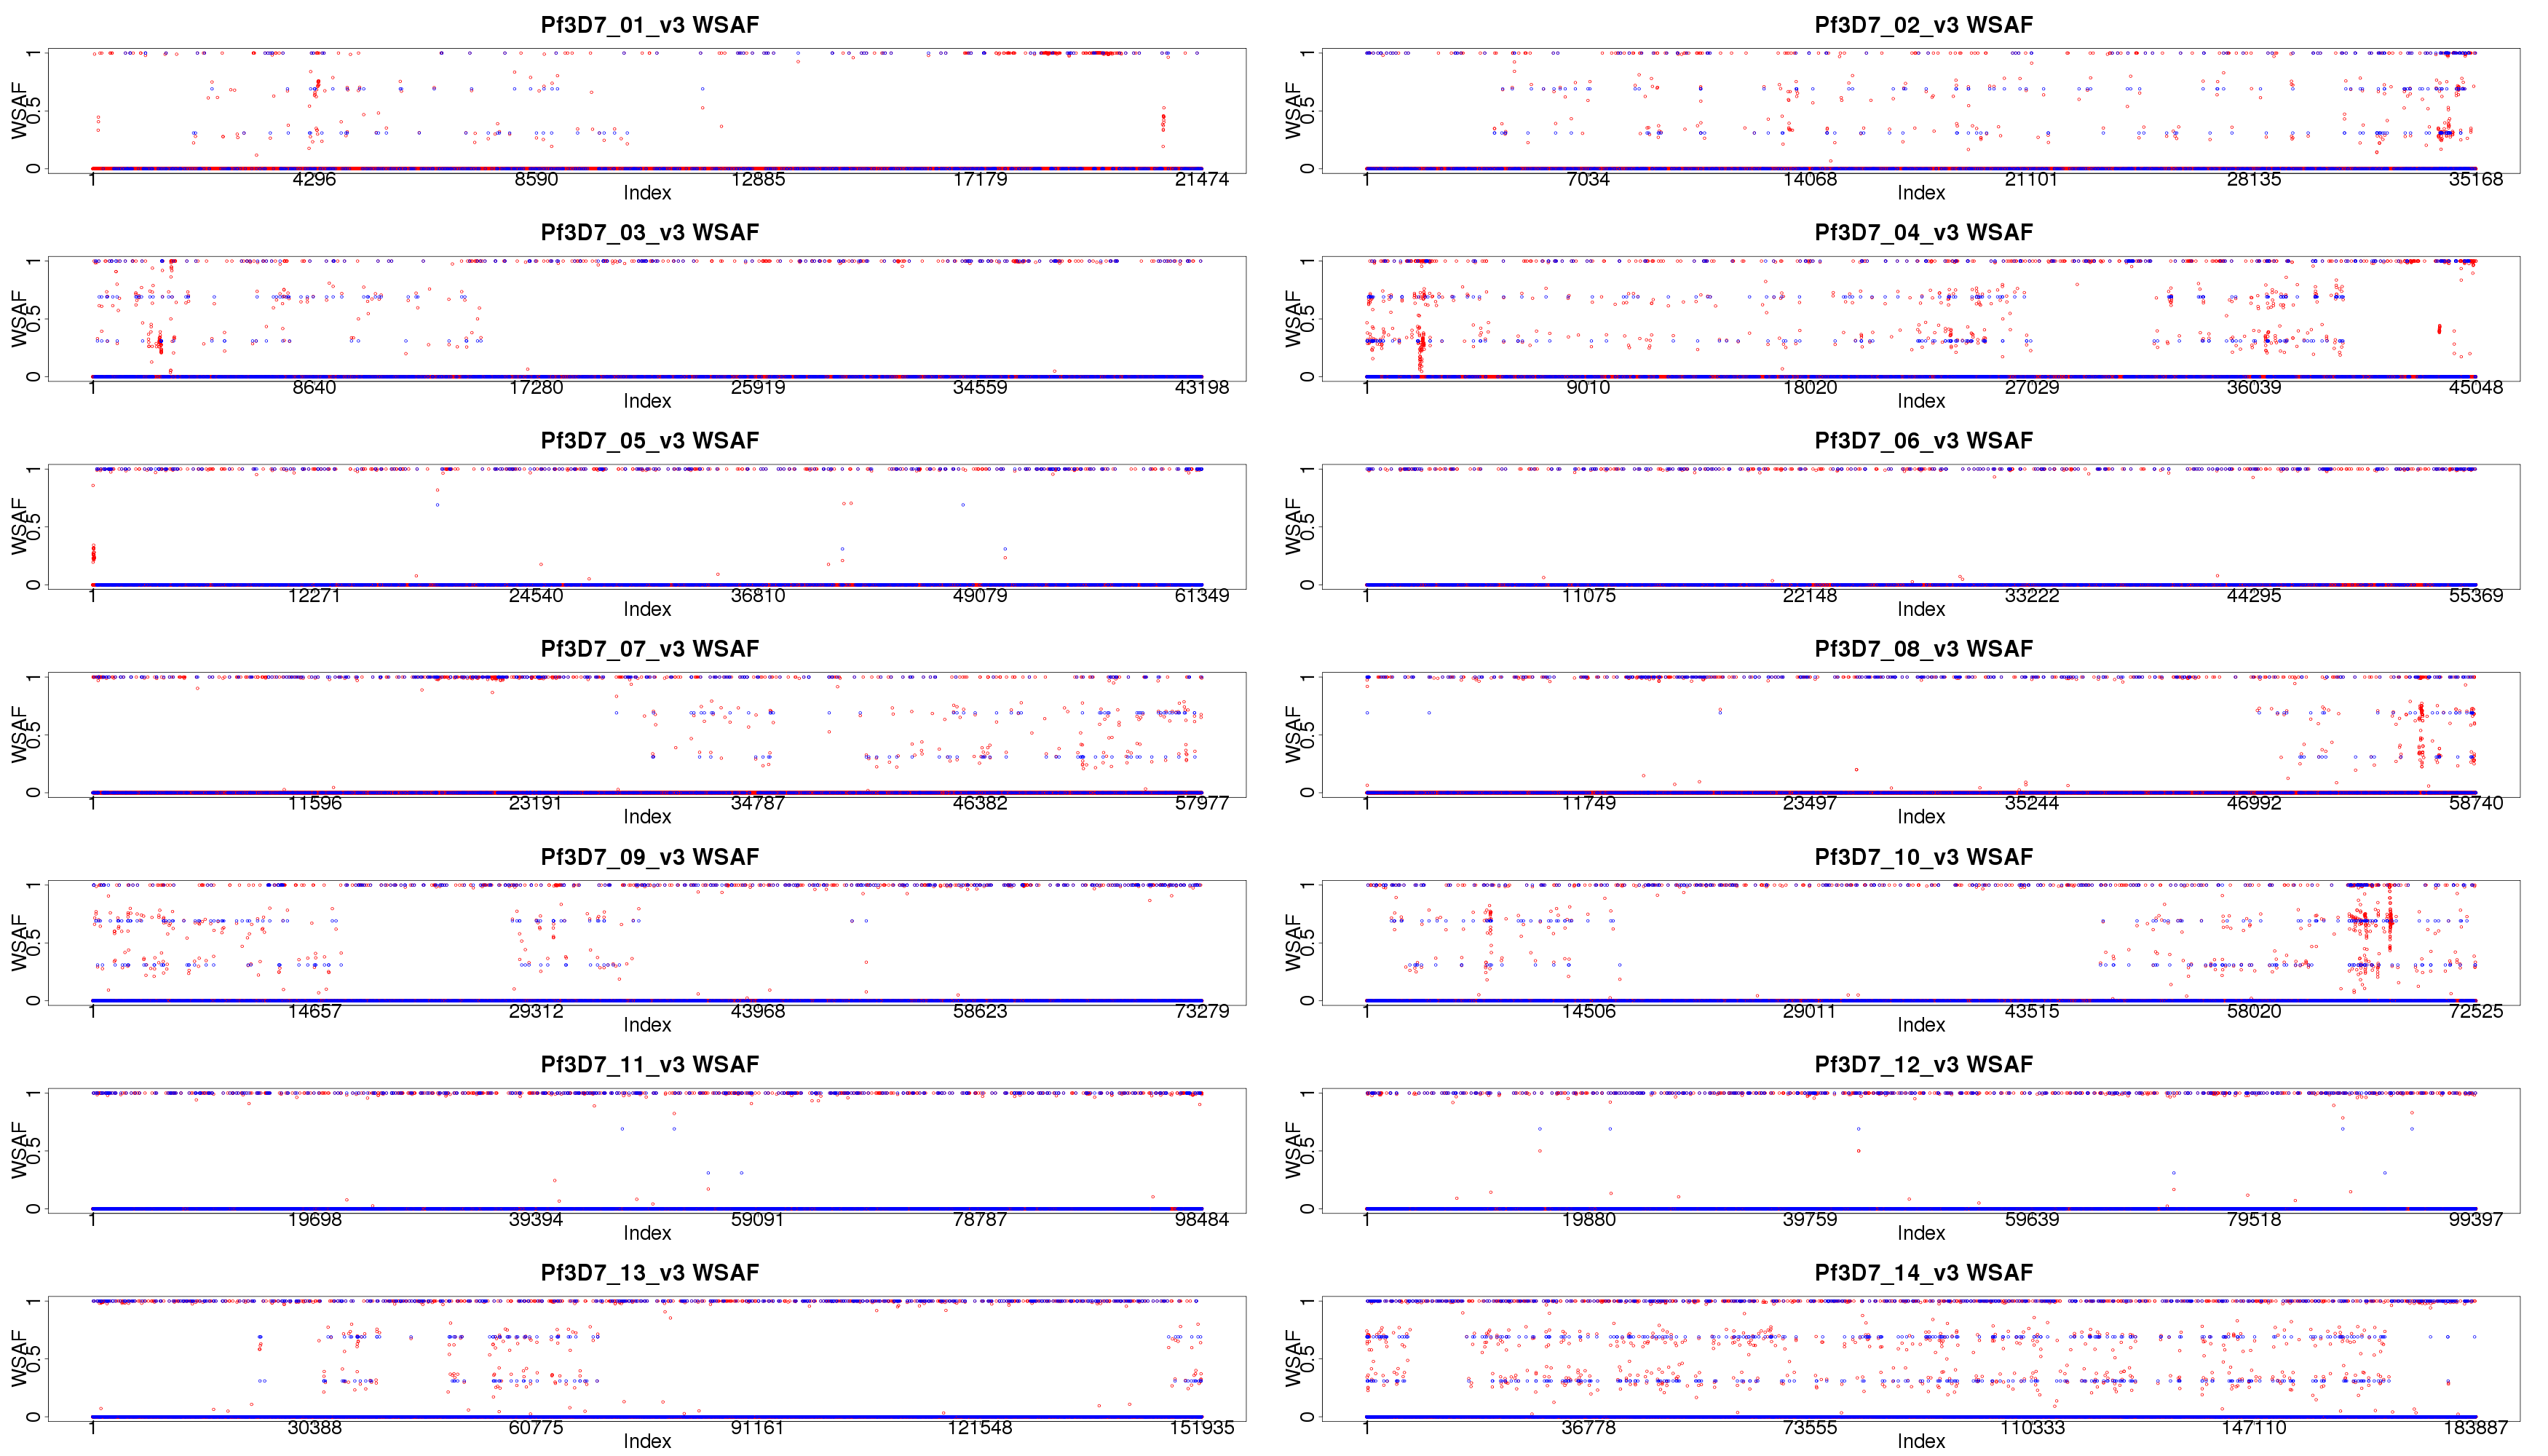 Pf3D7_01_v3 WSAF
WSAF
0 0.5 1
1 4296 8590 12885 17179 21474
Index
Pf3D7_02_v3 WSAF
WSAF
0 0.5 1
1 7034 14068 21101 28135 35168
Index
Pf3D7_03_v3 WSAF
WSAF
0 0.5 1
1 8640 17280 25919 34559 43198
Index
Pf3D7_04_v3 WSAF
WSAF
0 0.5 1
1 9010 18020 27029 36039 45048
Index
Pf3D7_05_v3 WSAF
WSAF
0 0.5 1
1 12271 24540 36810 49079 61349
Index
Pf3D7_06_v3 WSAF
WSAF
0 0.5 1
1 11075 22148 33222 44295 55369
Index
Pf3D7_07_v3 WSAF
WSAF
0 0.5 1
1 11596 23191 34787 46382 57977
Index
Pf3D7_08_v3 WSAF
WSAF
0 0.5 1
1 11749 23497 35244 46992 58740
Index
Pf3D7_09_v3 WSAF
WSAF
0 0.5 1
1 14657 29312 43968 58623 73279
Index
Pf3D7_10_v3 WSAF
WSAF
0 0.5 1
1 14506 29011 43515 58020 72525
Index
Pf3D7_11_v3 WSAF
WSAF
0 0.5 1
1 19698 39394 59091 78787 98484
Index
Pf3D7_12_v3 WSAF
WSAF
0 0.5 1
1 19880 39759 59639 79518 99397
Index
Pf3D7_13_v3 WSAF
WSAF
0 0.5 1
1 30388 60775 91161 121548 151935
Index
Pf3D7_14_v3 WSAF
WSAF
0 0.5 1
1 36778 73555 110333 147110 183887
Index